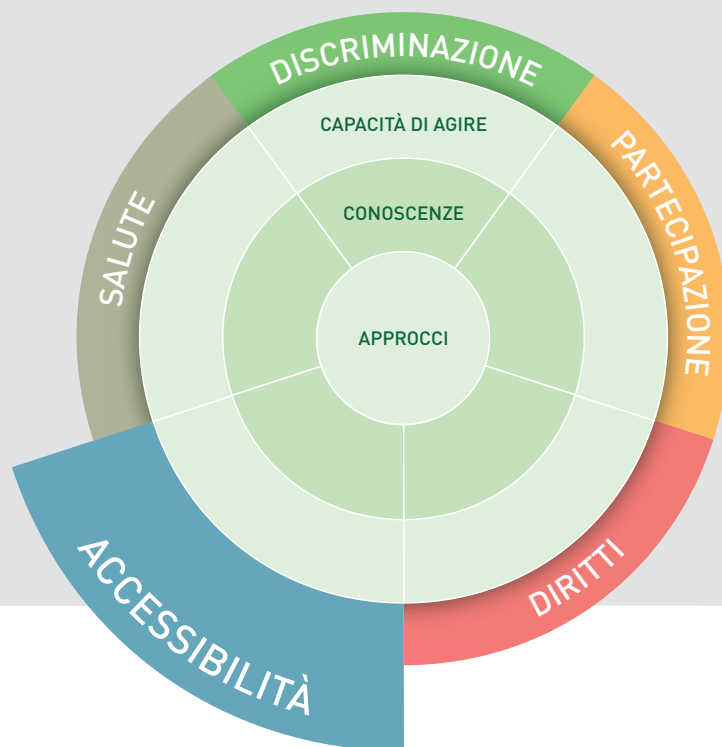 DISCRIMINAZIONE
CAPACITÀ DI AGIRE
PARTECIPAZIONE
SALUTE
CONOSCENZE
APPROCCI
ACCESSIBILITÀ
DIRITTI